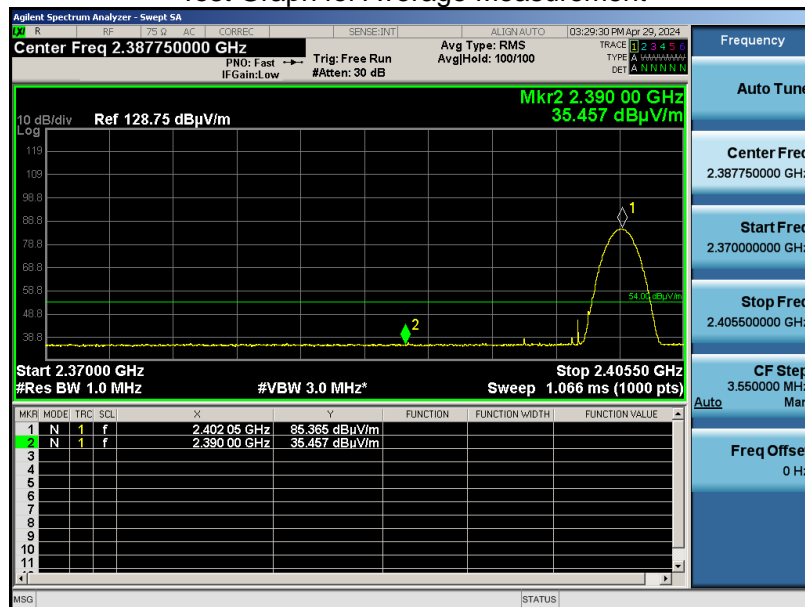 Test Graph for Average Measurement
Agilent Spectrum Analyzer - Swept SA
LXI R RF 75 Ω AC CORREC SENSE:INT ALIGN AUTO 03:29:30 PM Apr 29, 2024
Center Freq 2.387750000 GHz
PNO: Fast
IFGain:Low
Trig: Free Run
#Atten: 30 dB
Avg Type: RMS
Avg|Hold: 100/100
TRACE 1 2 3 4 5 6
TYPE A WWWWW
DET A N N N N N
Mkr2 2.390 00 GHz
35.457 dBµV/m
10 dB/div
Log
Ref 128.75 dBµV/m
119
109
98.8
88.8
78.8
68.8
58.8
48.8
38.8
1
54.00 dBµV/m
2
Start 2.37000 GHz Stop 2.40550 GHz
#Res BW 1.0 MHz #VBW 3.0 MHz* Sweep 1.066 ms (1000 pts)
MKR MODE TRC SCL X Y FUNCTION FUNCTION WIDTH FUNCTION VALUE
1 N 1 f 2.402 05 GHz 85.365 dBµV/m
2 N 1 f 2.390 00 GHz 35.457 dBµV/m
3
4
5
6
7
8
9
10
11
MSG STATUS
Frequency
Auto Tune
Center Freq
2.387750000 GHz
Start Freq
2.370000000 GHz
Stop Freq
2.405500000 GHz
CF Step
3.550000 MHz
Auto Man
Freq Offset
0 Hz